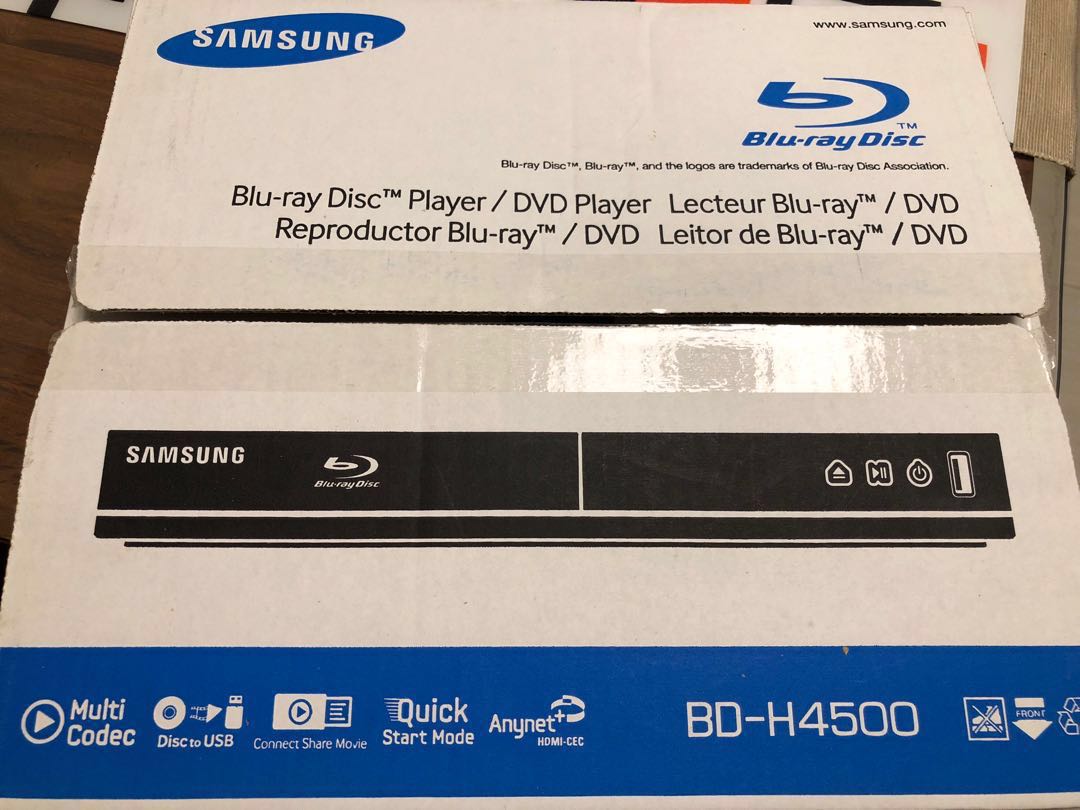 SAMSUNG
www.samsung.com
Blu-ray Disc™
Blu-ray Disc™, Blu-ray™, and the logos are trademarks of Blu-ray Disc Association.
Blu-ray Disc™ Player / DVD Player Lecteur Blu-ray™ / DVD
Reproductor Blu-ray™ / DVD Leitor de Blu-ray™ / DVD
SAMSUNG
Blu-ray Disc
Multi
Codec
Disc to USB
Connect Share Movie
Quick
Start Mode
Anynet+
HDMI-CEC
BD-H4500
FRONT